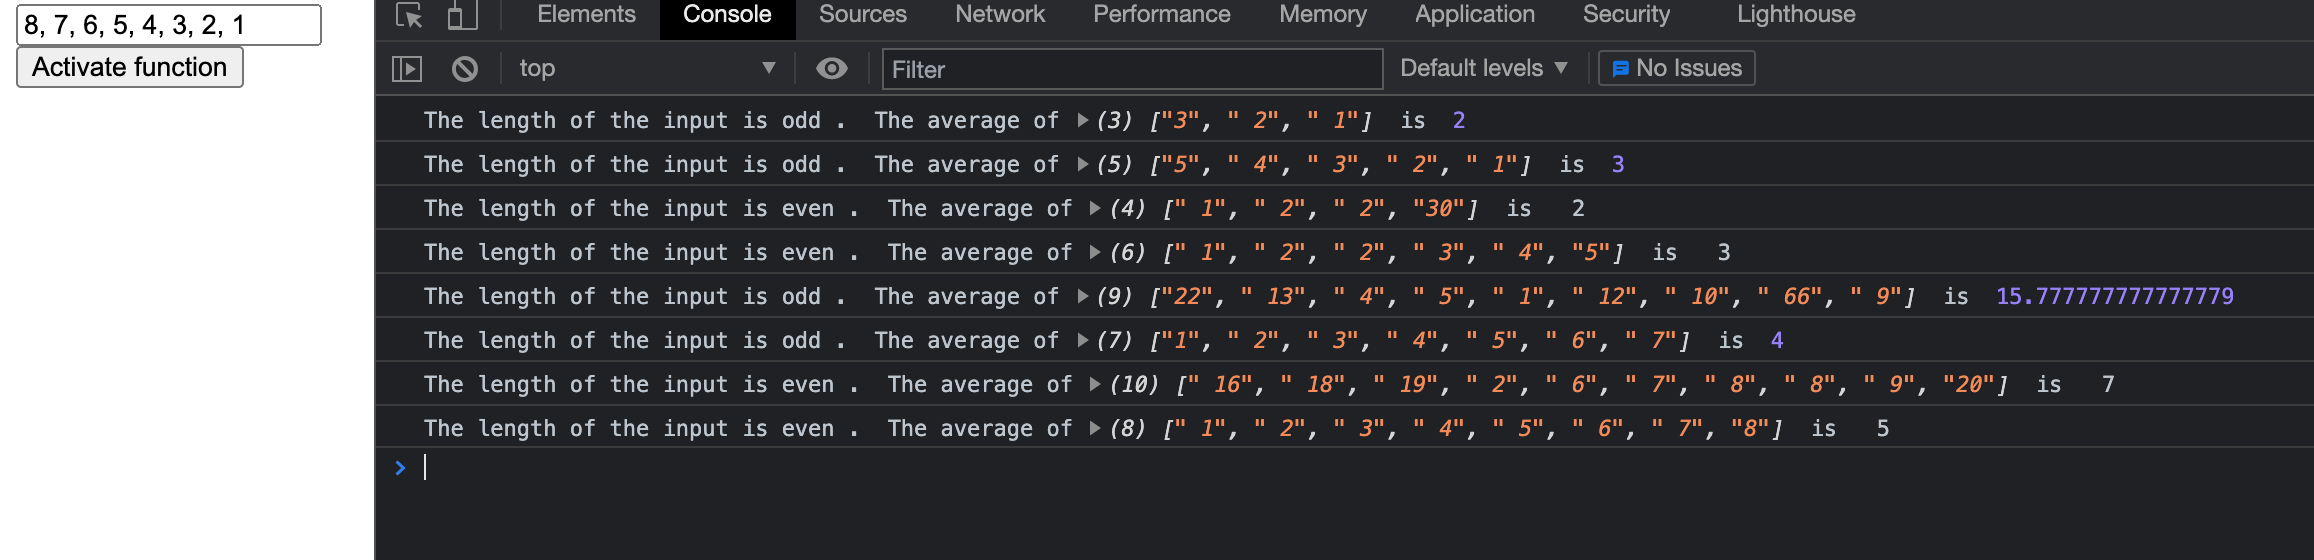 8, 7, 6, 5, 4, 3, 2, 1
Activate function
Elements Console Sources Network Performance Memory Application Security Lighthouse
top ▼ Filter Default levels ▼ No Issues
The length of the input is odd . The average of ▶(3) ["3", " 2", " 1"] is 2
The length of the input is odd . The average of ▶(5) ["5", " 4", " 3", " 2", " 1"] is 3
The length of the input is even . The average of ▶(4) [" 1", " 2", " 2", "30"] is 2
The length of the input is even . The average of ▶(6) [" 1", " 2", " 2", " 3", " 4", "5"] is 3
The length of the input is odd . The average of ▶(9) ["22", " 13", " 4", " 5", " 1", " 12", " 10", " 66", " 9"] is 15.777777777777779
The length of the input is odd . The average of ▶(7) ["1", " 2", " 3", " 4", " 5", " 6", " 7"] is 4
The length of the input is even . The average of ▶(10) [" 16", " 18", " 19", " 2", " 6", " 7", " 8", " 8", " 9", "20"] is 7
The length of the input is even . The average of ▶(8) [" 1", " 2", " 3", " 4", " 5", " 6", " 7", "8"] is 5
>